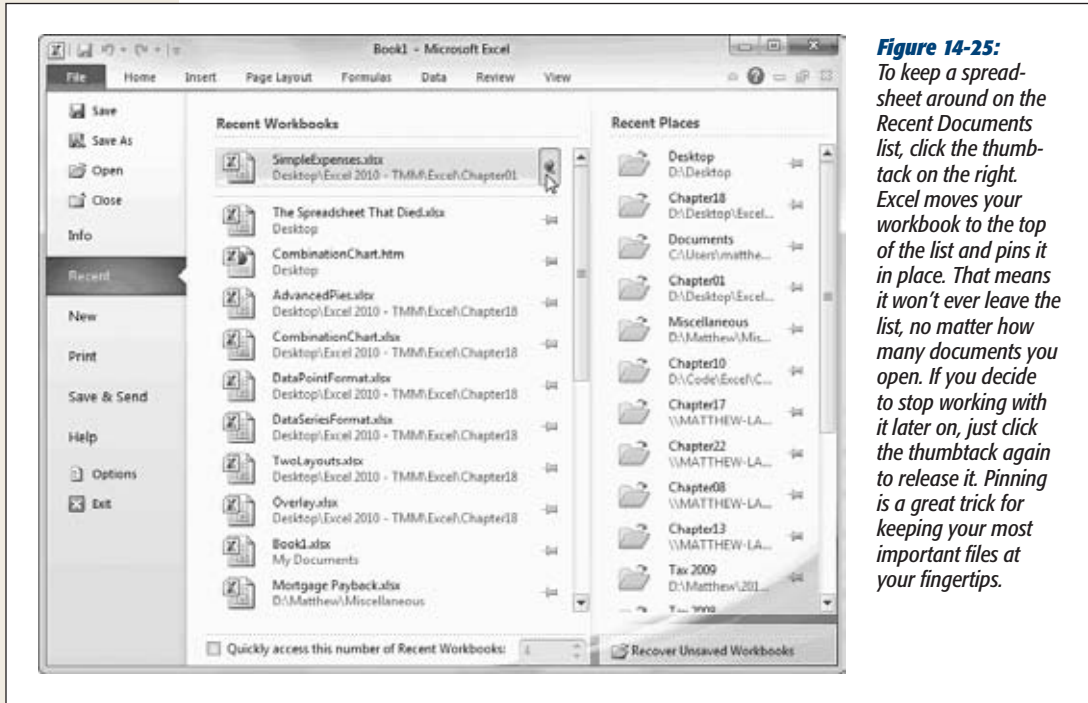 Book1 - Microsoft Excel
File Home Insert Page Layout Formulas Data Review View
Save
Save As
Open
Close
Info
Recent
New
Print
Save & Send
Help
Options
Exit
Recent Workbooks
SimpleExpenses.xlsx
Desktop\Excel 2010 - TMM\Excel\Chapter01
The Spreadsheet That Died.xlsx
Desktop
CombinationChart.htm
Desktop
AdvancedPies.xlsx
Desktop\Excel 2010 - TMM\Excel\Chapter18
CombinationChart.xlsx
Desktop\Excel 2010 - TMM\Excel\Chapter18
DataPointFormat.xlsx
Desktop\Excel 2010 - TMM\Excel\Chapter18
DataSeriesFormat.xlsx
Desktop\Excel 2010 - TMM\Excel\Chapter18
TwoLayouts.xlsx
Desktop\Excel 2010 - TMM\Excel\Chapter18
Overlay.xlsx
Desktop\Excel 2010 - TMM\Excel\Chapter18
Book1.xlsx
My Documents
Mortgage Payback.xlsx
D:\Matthew\Miscellaneous
Quickly access this number of Recent Workbooks: 4
Recent Places
Desktop
D:\Desktop
Chapter18
D:\Desktop\Excel...
Documents
C:\Users\matthe...
Chapter01
D:\Desktop\Excel...
Miscellaneous
D:\Matthew\Mis...
Chapter10
D:\Code\Excel\C...
Chapter17
\\MATTHEW-LA...
Chapter22
\\MATTHEW-LA...
Chapter08
\\MATTHEW-LA...
Chapter13
\\MATTHEW-LA...
Tax 2009
D:\Matthew\201...
Tax 2008
Recover Unsaved Workbooks
Figure 14-25:
To keep a spread-
sheet around on the
Recent Documents
list, click the thumb-
tack on the right.
Excel moves your
workbook to the top
of the list and pins it
in place. That means
it won't ever leave the
list, no matter how
many documents you
open. If you decide
to stop working with
it later on, just click
the thumbtack again
to release it. Pinning
is a great trick for
keeping your most
important files at
your fingertips.